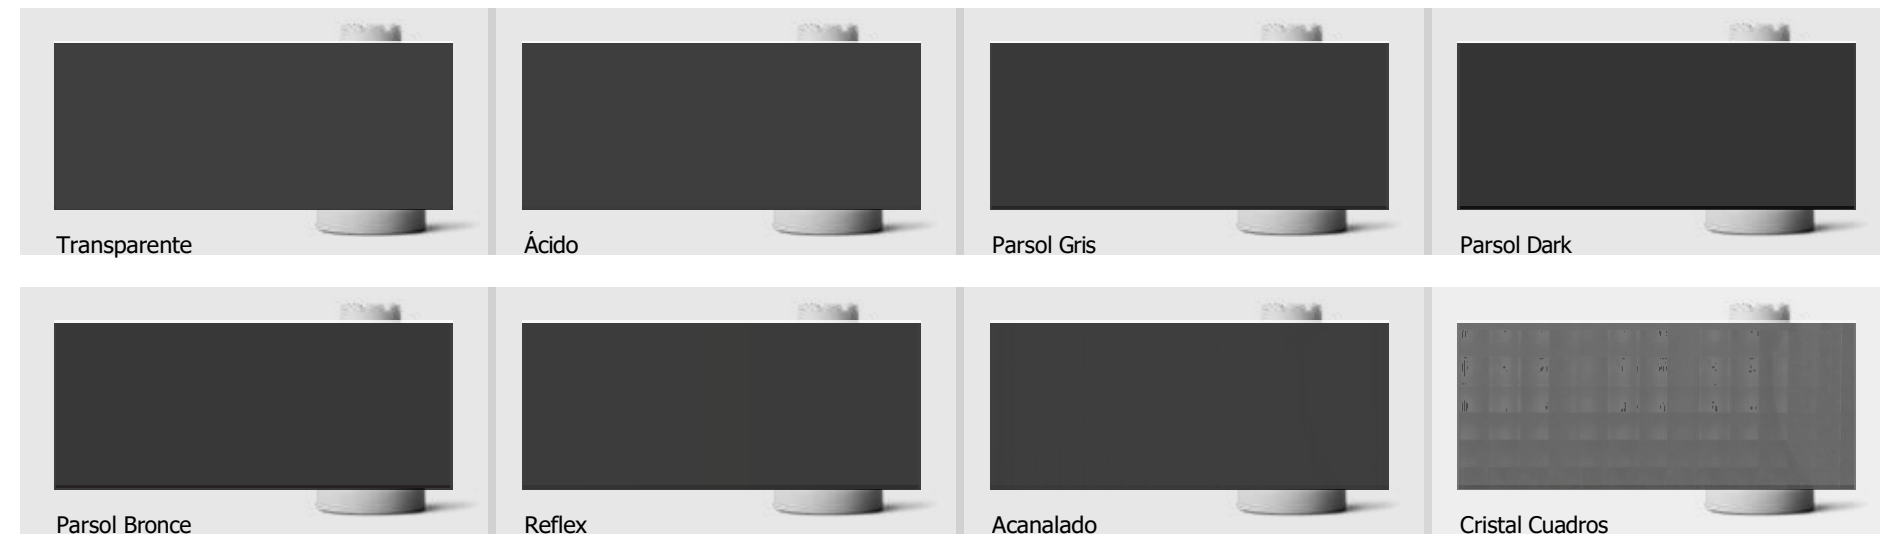 Transparente
Ácido
Parsol Gris
Parsol Dark
Parsol Bronce
Reflex
Acanalado
Cristal Cuadros